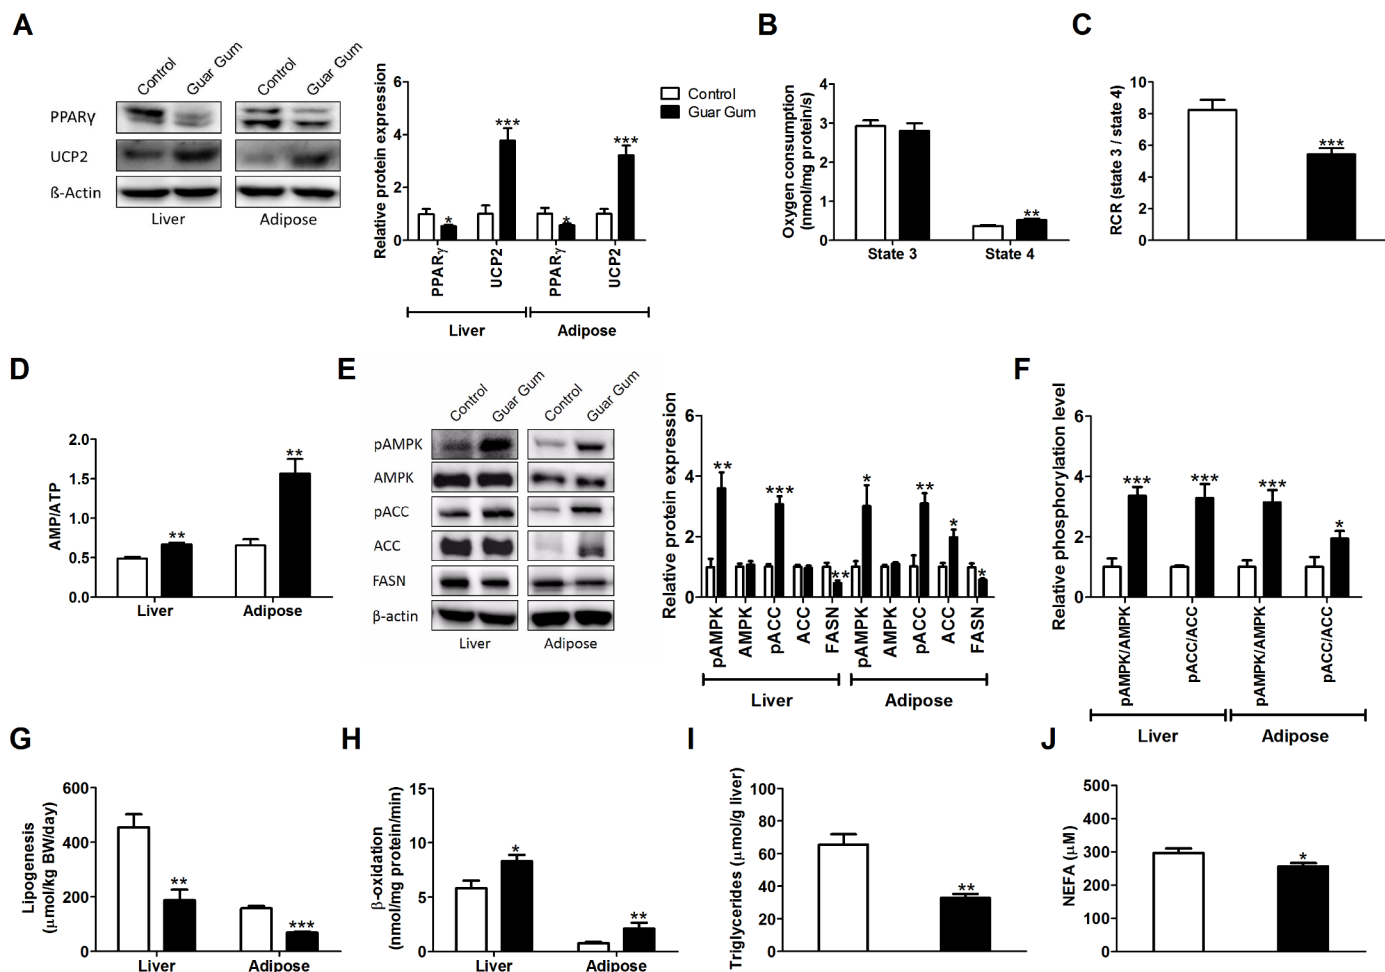 A
Control
Guar Gum
Control
Guar Gum
PPARγ
UCP2
ß-Actin
Liver
Adipose
Relative protein expression
6
4
2
0
***
***
*
*
PPARγ
UCP2
PPARγ
UCP2
Liver
Adipose
Control
Guar Gum
B
Oxygen consumption
(nmol/mg protein/s)
4
3
2
1
0
**
State 3
State 4
C
RCR (state 3 / state 4)
10
8
6
4
2
0
***
D
AMP/ATP
2.0
1.5
1.0
0.5
0.0
**
**
Liver
Adipose
E
Control
Guar Gum
Control
Guar Gum
pAMPK
AMPK
pACC
ACC
FASN
β-actin
Liver
Adipose
Relative protein expression
6
4
2
0
**
***
**
*
**
*
*
pAMPK
AMPK
pACC
ACC
FASN
pAMPK
AMPK
pACC
ACC
FASN
Liver
Adipose
F
Relative phosphorylation level
6
4
2
0
***
***
***
*
pAMPK/AMPK
pACC/ACC
pAMPK/AMPK
pACC/ACC
Liver
Adipose
G
Lipogenesis
(μmol/kg BW/day)
600
400
200
0
**
***
Liver
Adipose
H
β-oxidation
(nmol/mg protein/min)
15
10
5
0
*
**
Liver
Adipose
I
Triglycerides (μmol/g liver)
100
80
60
40
20
0
**
J
NEFA (μM)
500
400
300
200
100
0
*